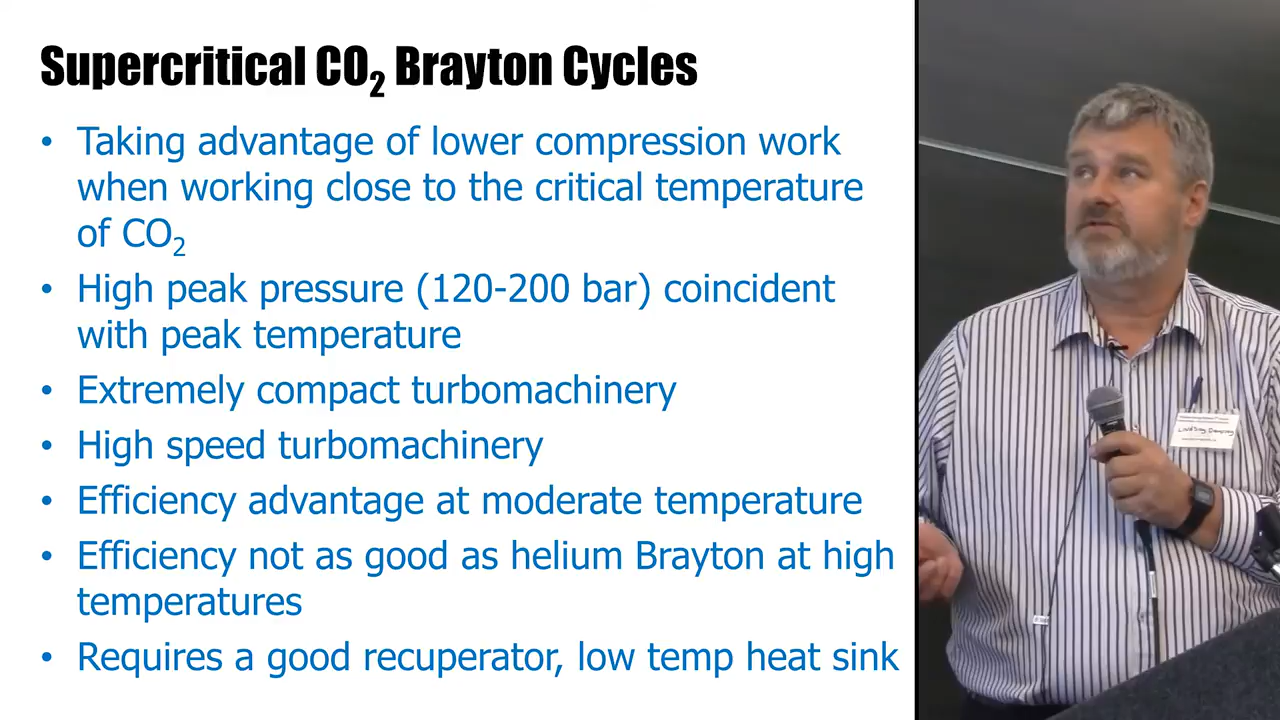 Supercritical CO₂ Brayton Cycles
• Taking advantage of lower compression work
when working close to the critical temperature
of CO₂
• High peak pressure (120-200 bar) coincident
with peak temperature
• Extremely compact turbomachinery
• High speed turbomachinery
• Efficiency advantage at moderate temperature
• Efficiency not as good as helium Brayton at high
temperatures
• Requires a good recuperator, low temp heat sink